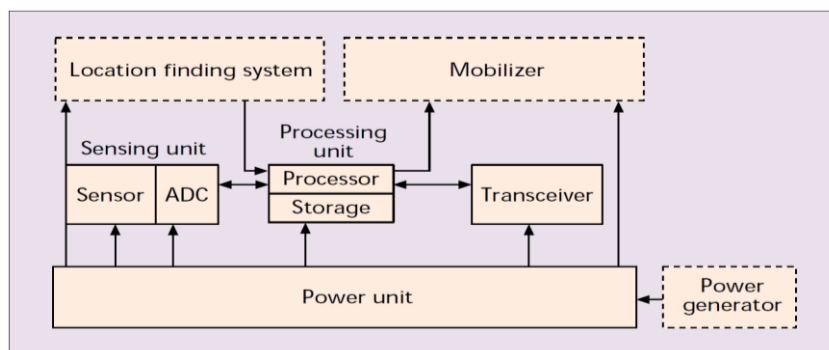 Location finding system
Mobilizer
Sensing unit
Processing
unit
Sensor
ADC
Processor
Storage
Transceiver
Power unit
Power
generator